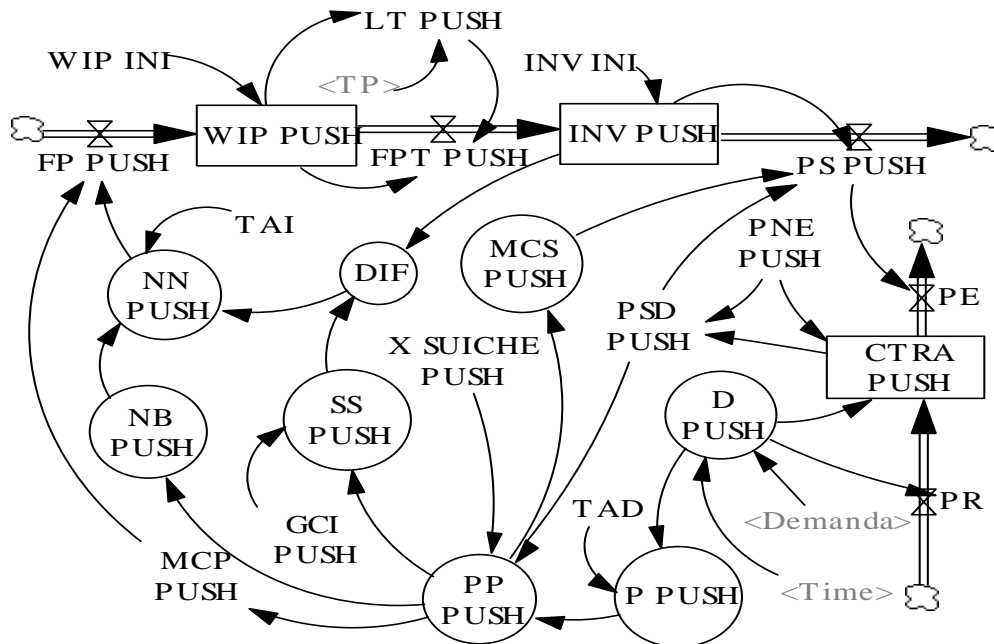 LT PUSH
WIP INI
<TP>
INV INI
WIP PUSH
INV PUSH
FP PUSH
FPT PUSH
PS PUSH
TAI
MCS
PUSH
PNE
PUSH
NN
PUSH
DIF
PSD
PUSH
PE
X SUICHE
PUSH
CTRA
PUSH
NB
PUSH
SS
PUSH
D
PUSH
GCI
PUSH
TAD
<Demanda>
PR
MCP
PUSH
PP
PUSH
P PUSH
<Time>